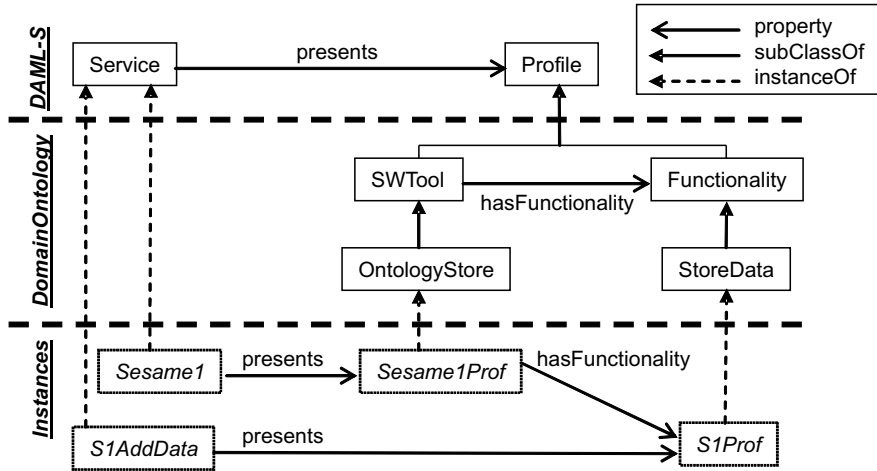 DAML-S
Service
presents
Profile
property
subClassOf
instanceOf
DomainOntology
SWTool
hasFunctionality
Functionality
OntologyStore
StoreData
Instances
Sesame1
presents
Sesame1Prof
hasFunctionality
S1AddData
presents
S1Prof